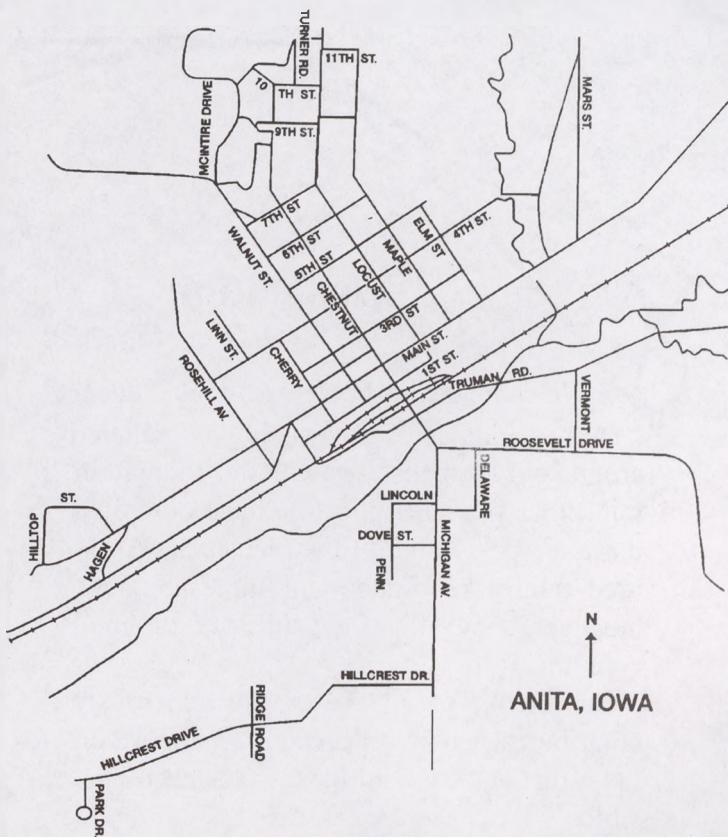 TURNER RD.
11TH ST.
10
TH ST.
MCINTIRE DRIVE
9TH ST.
MARS ST.
7TH ST
WALNUT ST.
6TH ST
5TH ST
ELM ST
4TH ST.
MAPLE
LOCUST
CHESTNUT
3RD ST
LINN ST.
MAIN ST.
CHERRY
1ST ST.
ROSEHILL AV.
TRUMAN RD.
VERMONT
ROOSEVELT DRIVE
DELAWARE
LINCOLN
ST.
HILLTOP
HAGEN
DOVE ST.
PENN.
MICHIGAN AV.
N
HILLCREST DR.
ANITA, IOWA
RIDGE ROAD
HILLCREST DRIVE
PARK DR.